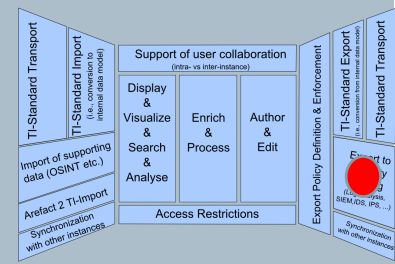 TI-Standard Transport
TI-Standard Import
(i.e., conversion to
internal data model)
Import of supporting
data (OSINT etc.)
Arefact 2 TI-Import
Synchronization
with other instances
Support of user collaboration
(intra- vs inter-instance)
Display
&
Visualize
&
Search
&
Analyse
Enrich
&
Process
Author
&
Edit
Access Restrictions
Export Policy Definition & Enforcement
TI-Standard Export
(i.e., conversion from internal data model)
TI-Standard Transport
to
SIEM,IDS, IPS, ...)
Synchronization
with other instances